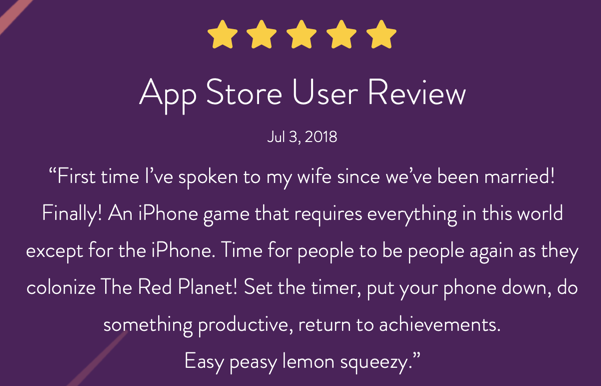 App Store User Review
Jul 3, 2018
“First time I’ve spoken to my wife since we’ve been married!
Finally! An iPhone game that requires everything in this world
except for the iPhone. Time for people to be people again as they
colonize The Red Planet! Set the timer, put your phone down, do
something productive, return to achievements.
Easy peasy lemon squeezy.”